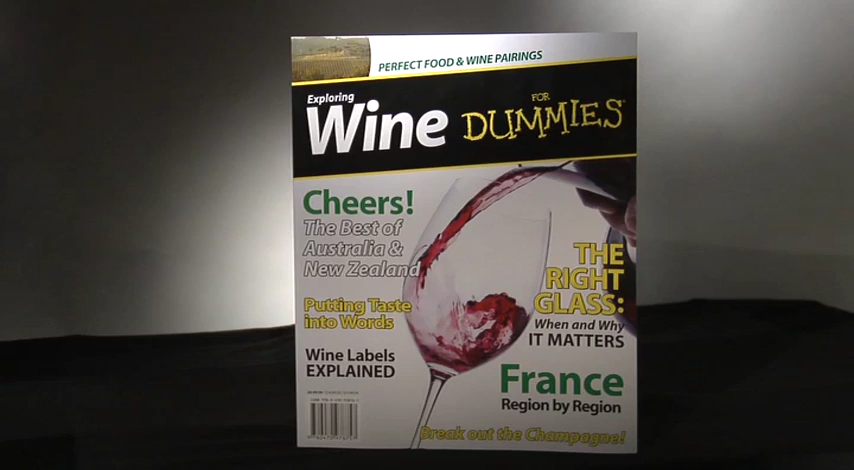 PERFECT FOOD & WINE PAIRINGS
Exploring
Wine
FOR
DUMMIES
Cheers!
The Best of
Australia &
New Zealand
Putting Taste
into Words
Wine Labels
EXPLAINED
THE
RIGHT
GLASS:
When and Why
IT MATTERS
France
Region by Region
Break out the Champagne!